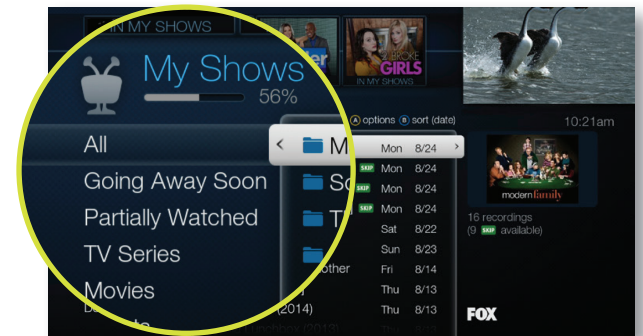 IN MY SHOWS
My Shows
56%
BROKE
GIRLS
IN MY SHOWS
A options B sort (date)
10:21am
All
Going Away Soon
Partially Watched
TV Series
Movies
< M Mon 8/24 >
SKIP Mon 8/24
SKIP Mon 8/24
SKIP Mon 8/24
Sat 8/22
Sun 8/23
other Fri 8/14
Thu 8/13
(2014) Thu 8/13
modern family
16 recordings
(9 SKIP available)
FOX